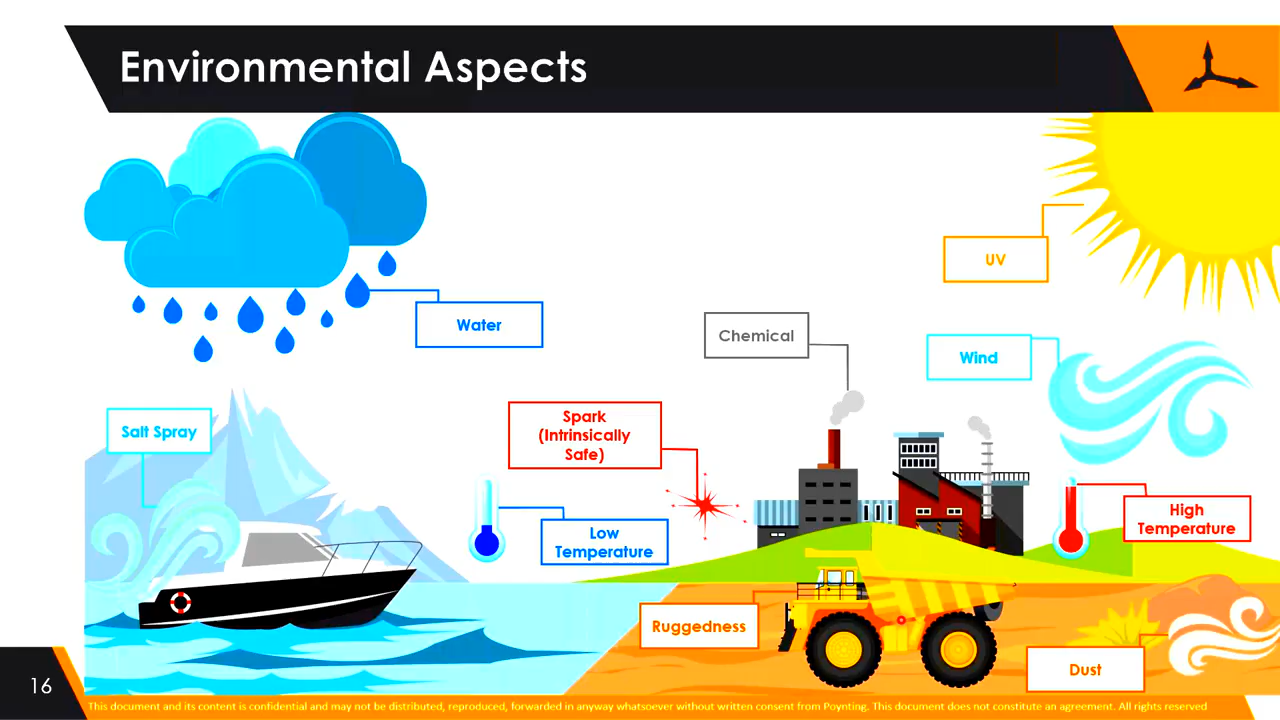 Environmental Aspects
UV
Water
Chemical
Wind
Salt Spray
Spark
(Intrinsically
Safe)
High
Temperature
Low
Temperature
Ruggedness
Dust
16
This document and its content is confidential and may not be distributed, reproduced, forwarded in anyway whatsoever without written consent from Poynting. This document does not constitute an agreement. All rights reserved